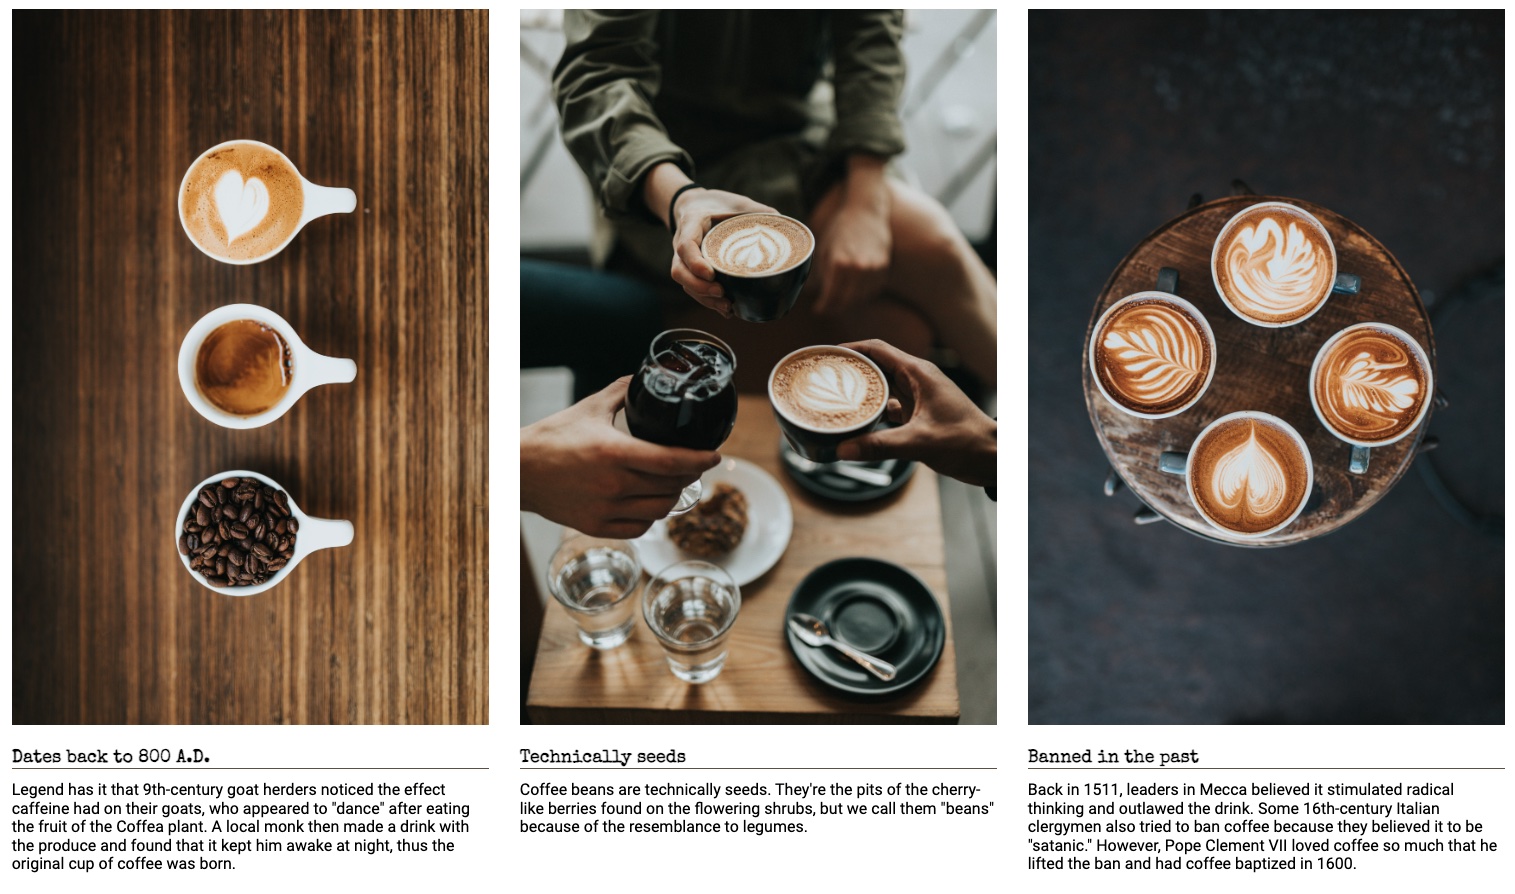 Dates back to 800 A.D.
Legend has it that 9th-century goat herders noticed the effect
caffeine had on their goats, who appeared to "dance" after eating
the fruit of the Coffea plant. A local monk then made a drink with
the produce and found that it kept him awake at night, thus the
original cup of coffee was born.
Technically seeds
Coffee beans are technically seeds. They're the pits of the cherry-
like berries found on the flowering shrubs, but we call them "beans"
because of the resemblance to legumes.
Banned in the past
Back in 1511, leaders in Mecca believed it stimulated radical
thinking and outlawed the drink. Some 16th-century Italian
clergymen also tried to ban coffee because they believed it to be
"satanic." However, Pope Clement VII loved coffee so much that he
lifted the ban and had coffee baptized in 1600.